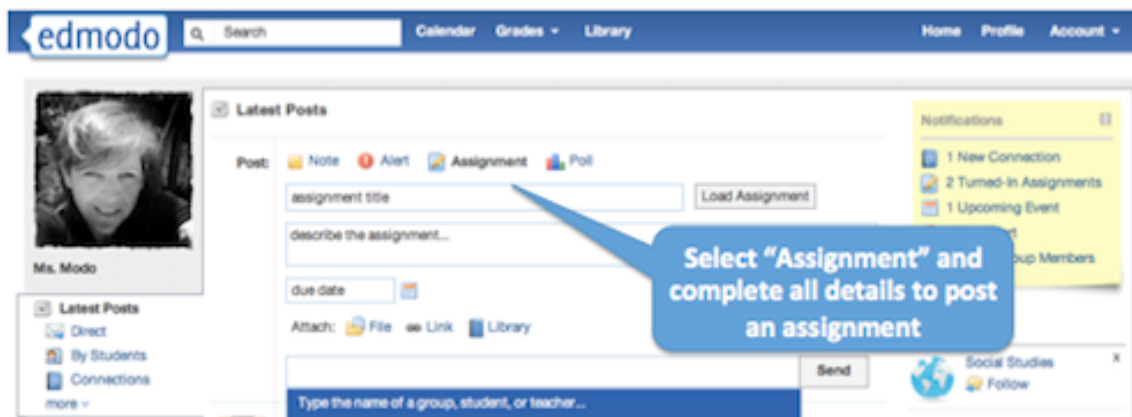 edmodo Search Calendar Grades Library Home Profile Account
Latest Posts
Notifications
Post: Note Alert Assignment Poll
1 New Connection
assignment title Load Assignment
2 Turned-In Assignments
1 Upcoming Event
describe the assignment...
Select “Assignment” and
complete all details to post
an assignment
up Members
Ms. Modo
due date
Latest Posts
Direct
By Students
Connections
more
Attach: File Link Library
Send
Type the name of a group, student, or teacher...
Social Studies x
Follow